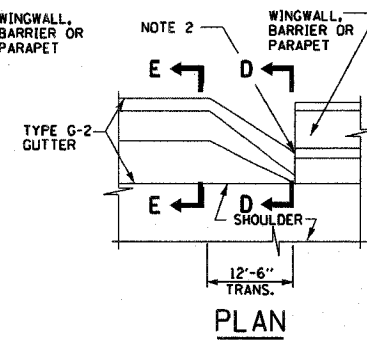 WINGWALL,
BARRIER OR
PARAPET
NOTE 2
WINGWALL,
BARRIER OR
PARAPET
E
D
TYPE G-2
GUTTER
E
D
SHOULDER
12'-6"
TRANS.
PLAN